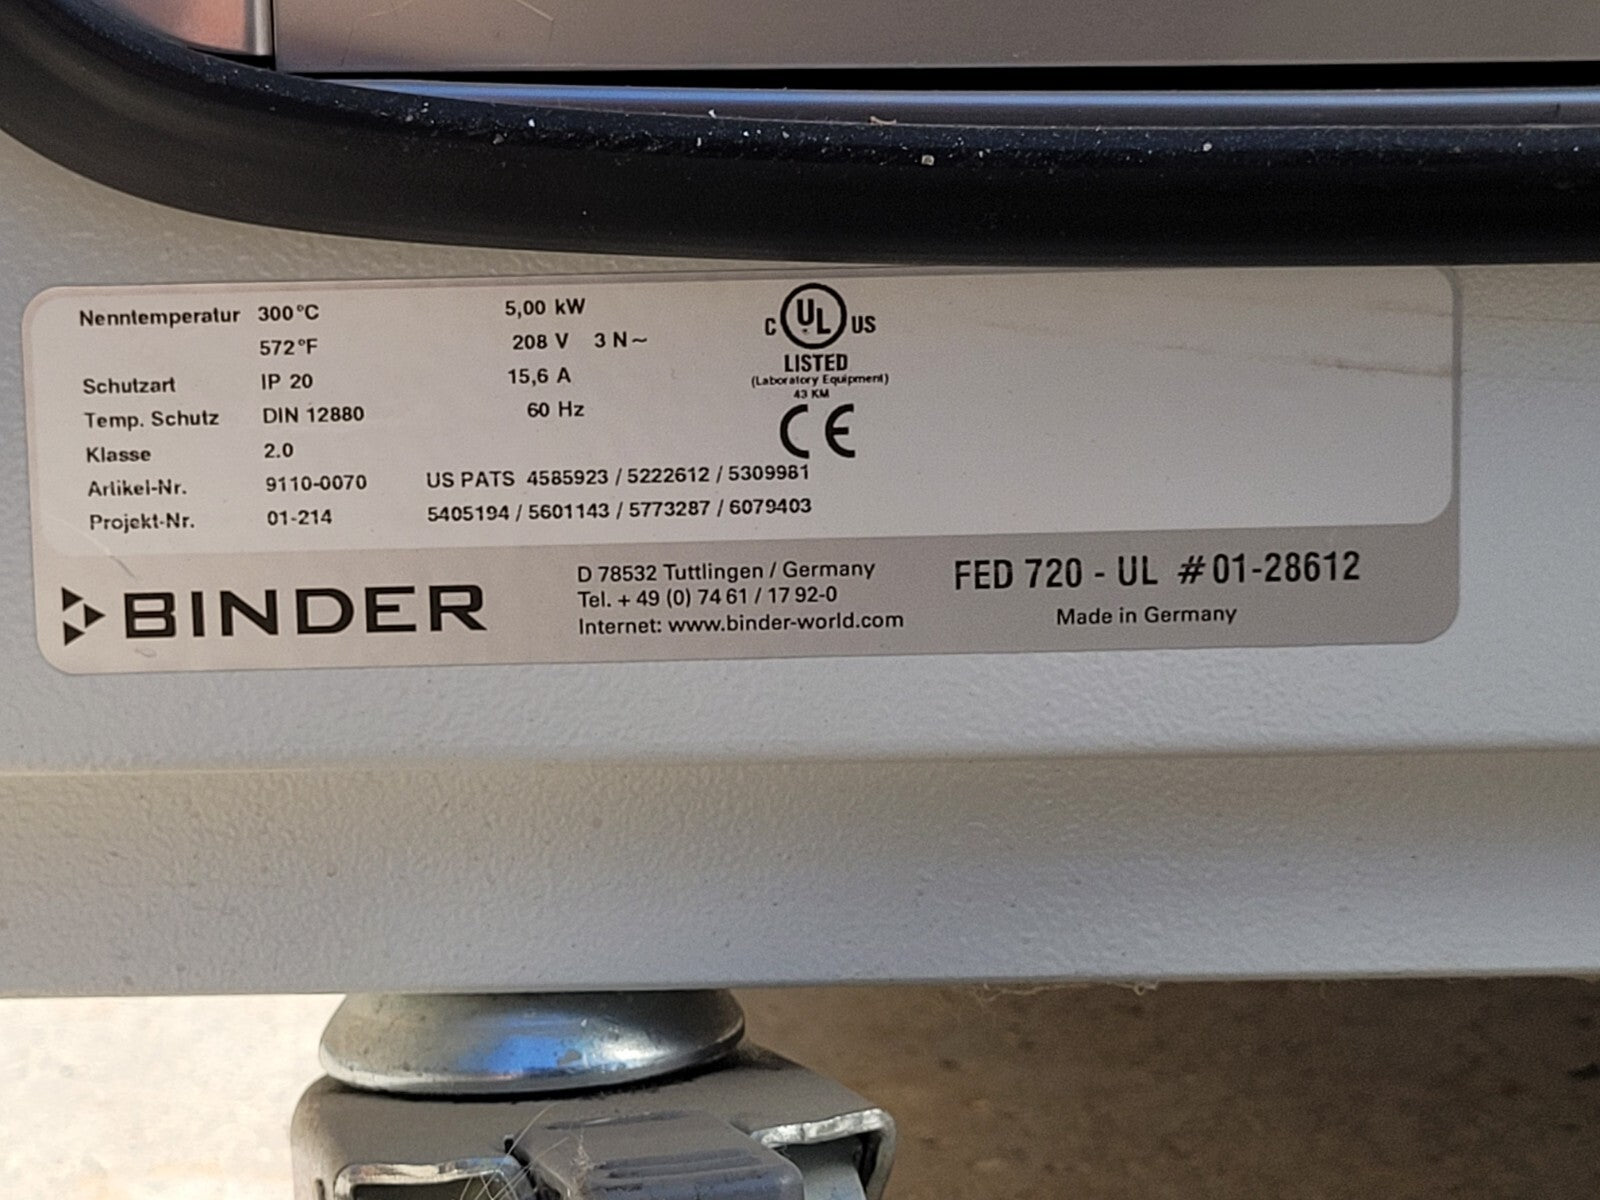 Nenntemperatur 300°C 5,00 kW
572°F 208 V 3 N~
Schutzart IP 20 15,6 A
Temp. Schutz DIN 12880 60 Hz
Klasse 2.0
Artikel-Nr. 9110-0070 US PATS 4585923 / 5222612 / 5309981
Projekt-Nr. 01-214 5405194 / 5601143 / 5773287 / 6079403
C UL US
LISTED
(Laboratory Equipment)
43 KM
CE
BINDER
D 78532 Tuttlingen / Germany
Tel. + 49 (0) 74 61 / 17 92-0
Internet: www.binder-world.com
FED 720 - UL # 01-28612
Made in Germany